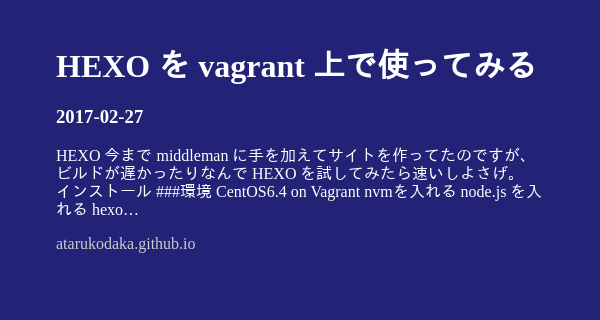 HEXO を vagrant 上で使ってみる
2017-02-27
HEXO 今まで middleman に手を加えてサイトを作ってたのですが、
ビルドが遅かったりなんで HEXO を試してみたら速いしよさげ。
インストール ###環境 CentOS6.4 on Vagrant nvmを入れる node.js を入
れる hexo…
atarukodaka.github.io